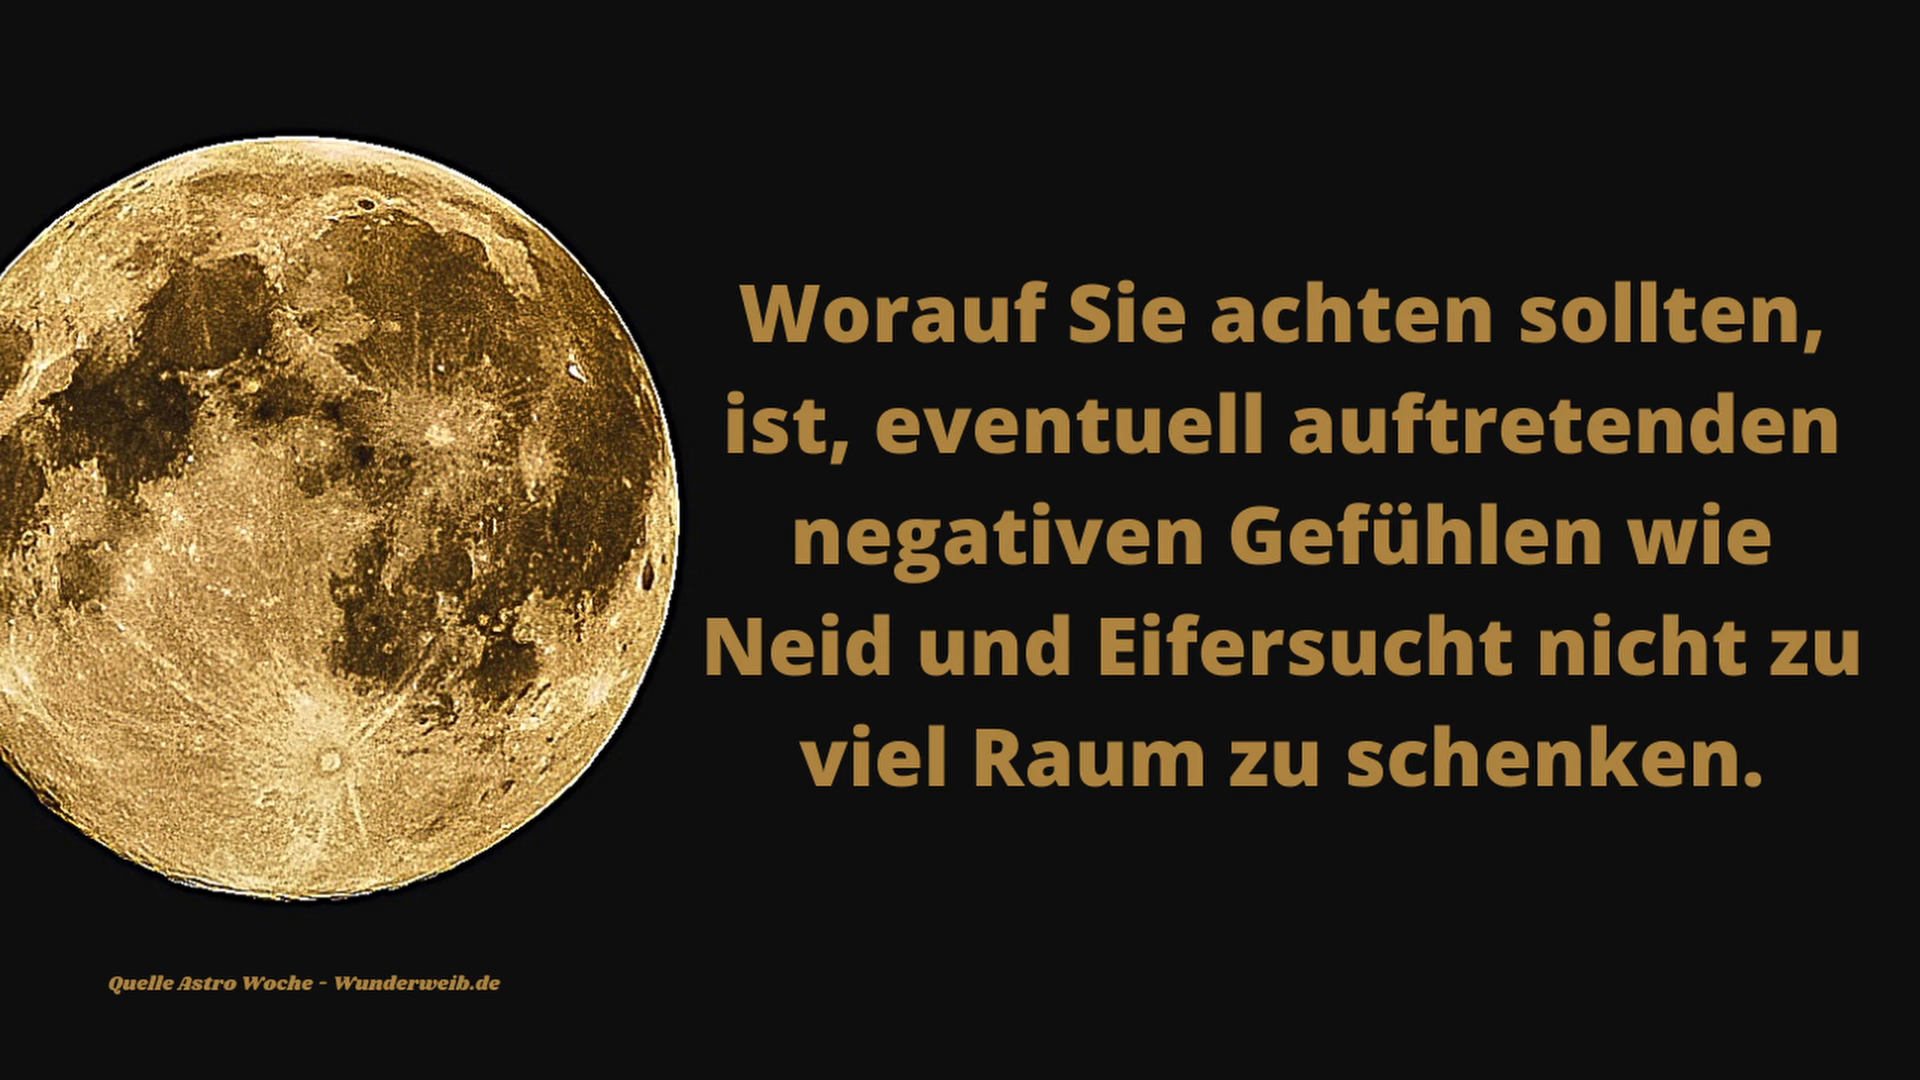 Worauf Sie achten sollten,
ist, eventuell auftretenden
negativen Gefühlen wie
Neid und Eifersucht nicht zu
viel Raum zu schenken.
Quelle Astro Woche - Wunderweib.de